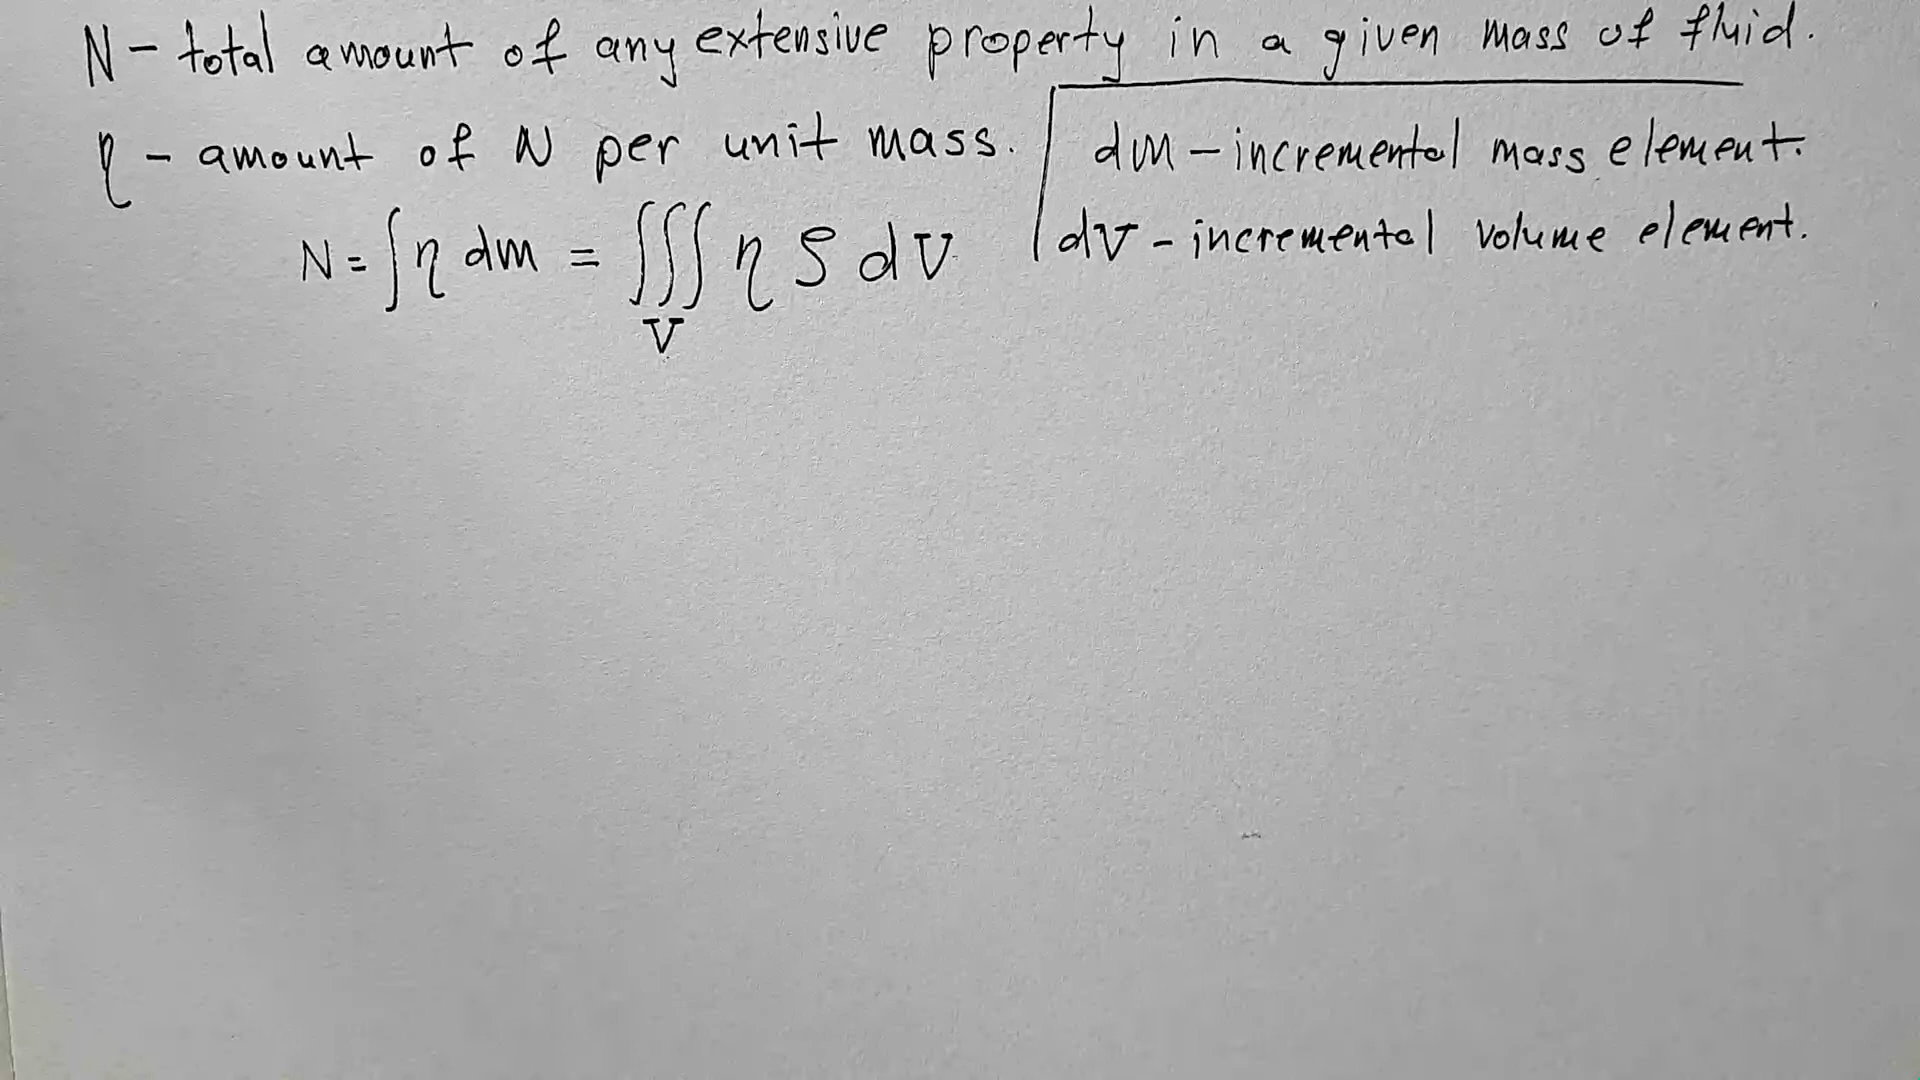 N - total amount of any extensive property in a given mass of fluid.
η - amount of N per unit mass.
dm - incremental mass element.
dV - incremental volume element.
N = ∫ η dm = ∭ η ρ dV
V